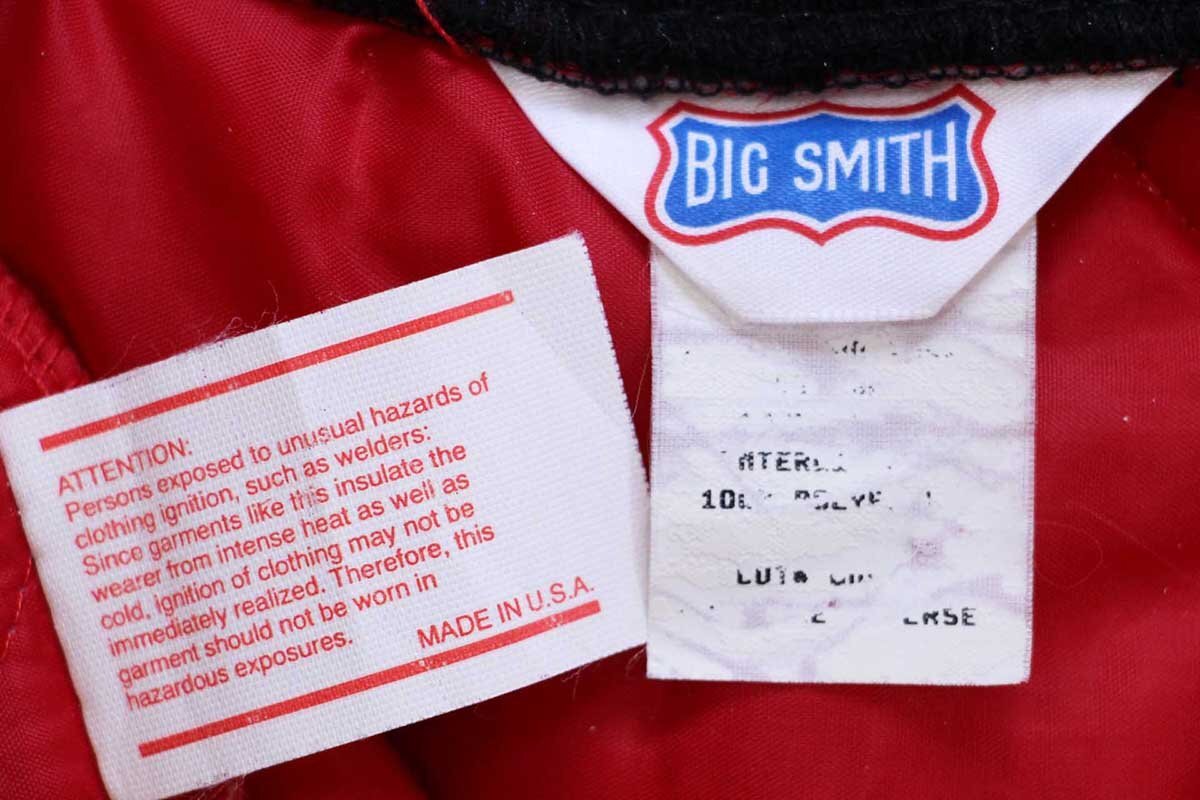 BIG SMITH
ATTENTION:
Persons exposed to unusual hazards of
clothing ignition, such as welders:
Since garments like this insulate the
wearer from intense heat as well as
cold, ignition of clothing may not be
immediately realized. Therefore, this
garment should not be worn in
hazardous exposures.
MADE IN U.S.A.